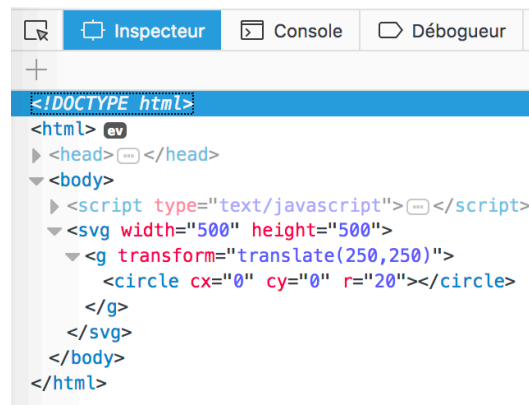 Inspecteur Console Débogueur
+
<!DOCTYPE html>
<html> ev
<head>…</head>
<body>
<script type="text/javascript">…</script>
<svg width="500" height="500">
<g transform="translate(250,250)">
<circle cx="0" cy="0" r="20"></circle>
</g>
</svg>
</body>
</html>